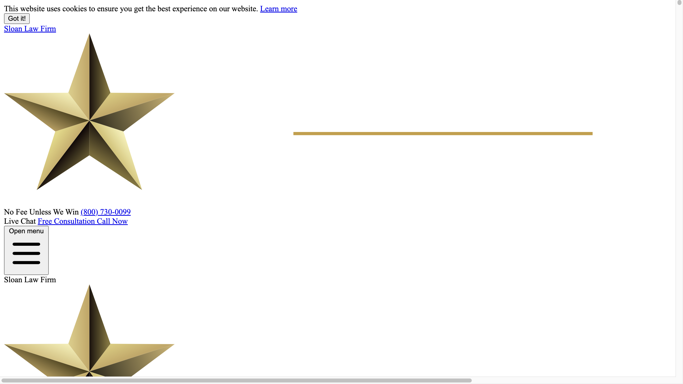 This website uses cookies to ensure you get the best experience on our website. Learn more
Got it!
Sloan Law Firm
No Fee Unless We Win (800) 730-0099
Live Chat Free Consultation Call Now
Open menu
Sloan Law Firm